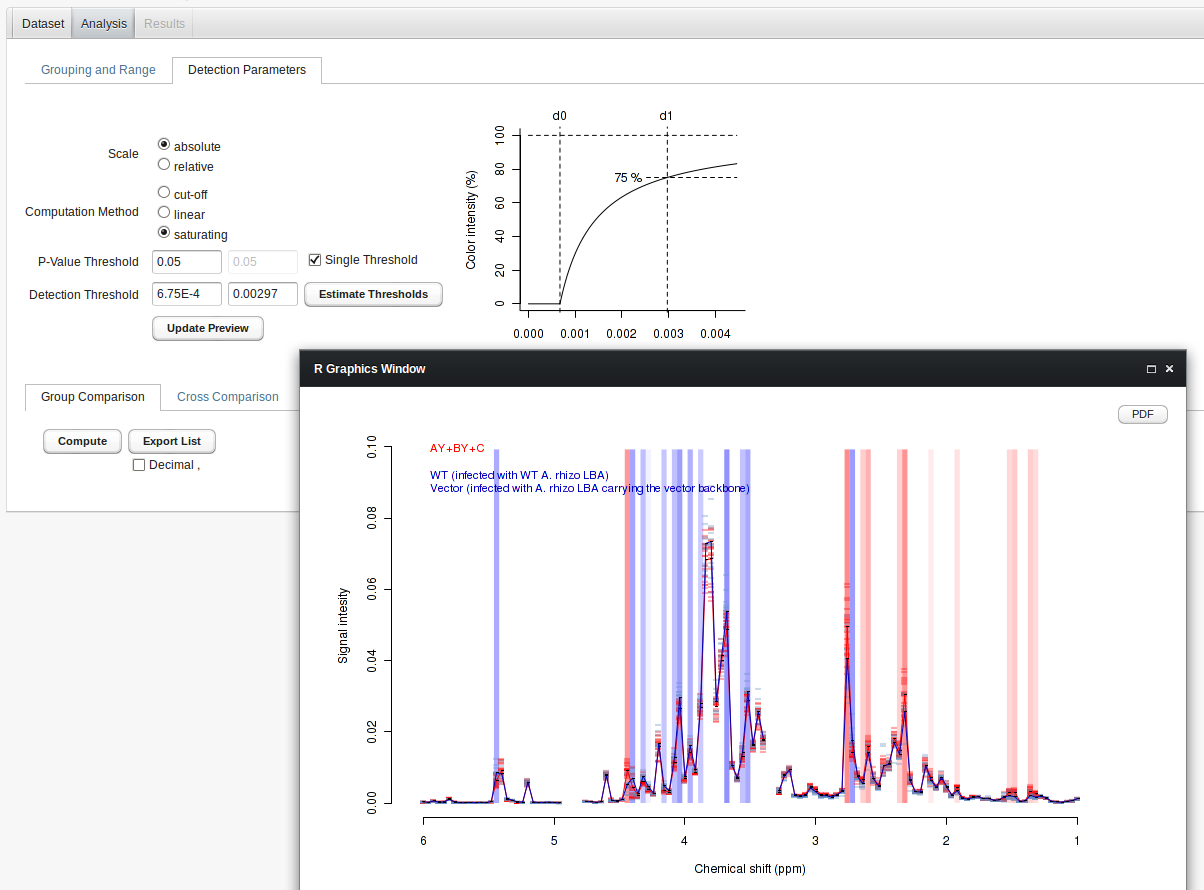 Dataset Analysis Results
Grouping and Range Detection Parameters
Scale
absolute
relative
Computation Method
cut-off
linear
saturating
P-Value Threshold 0.05 0.05 Single Threshold
Detection Threshold 6.75E-4 0.00297 Estimate Thresholds
Update Preview
d0 d1
Color intensity (%)
100
80
60
40
20
0
75 %
0.000 0.001 0.002 0.003 0.004
Group Comparison Cross Comparison
Compute Export List
Decimal ,
R Graphics Window
PDF
AY+BY+C
WT (infected with WT A. rhizo LBA)
Vector (infected with A. rhizo LBA carrying the vector backbone)
Signal intesity
0.10
0.08
0.06
0.04
0.02
0.00
6 5 4 3 2 1
Chemical shift (ppm)